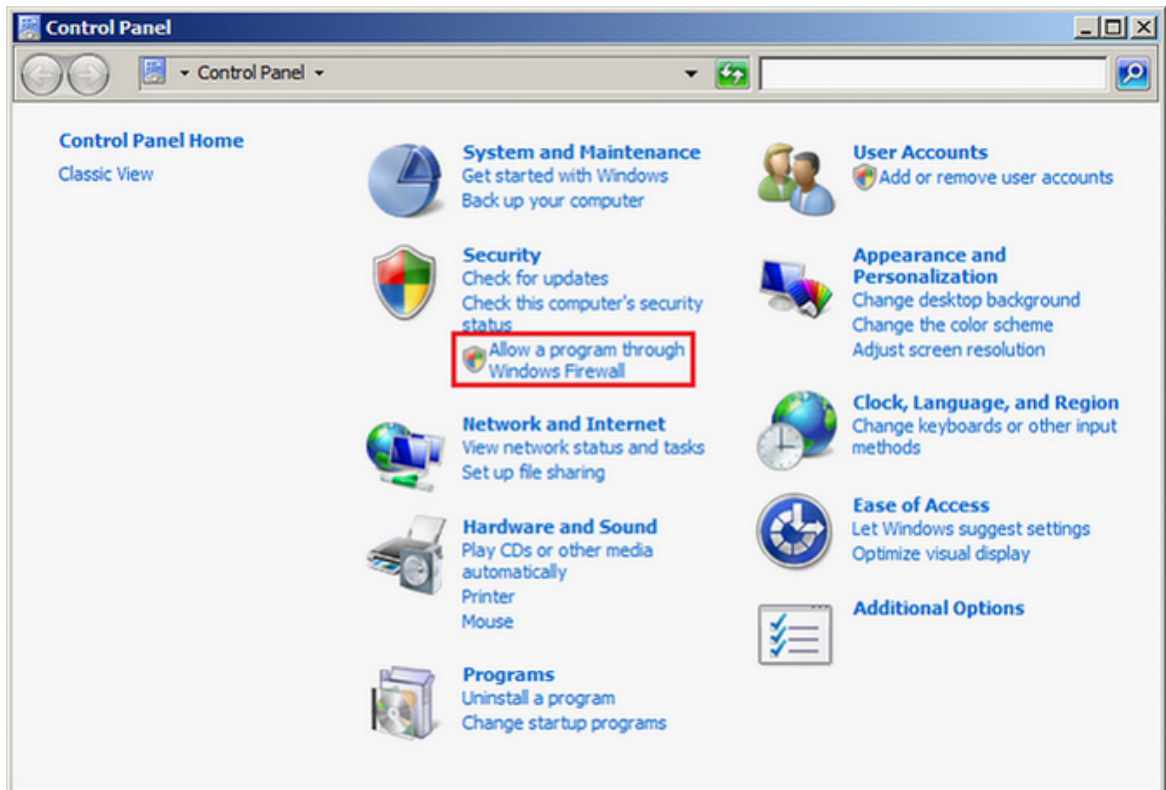 Control Panel
Control Panel
Control Panel Home
Classic View
System and Maintenance
Get started with Windows
Back up your computer
Security
Check for updates
Check this computer's security
status
Allow a program through
Windows Firewall
Network and Internet
View network status and tasks
Set up file sharing
Hardware and Sound
Play CDs or other media
automatically
Printer
Mouse
Programs
Uninstall a program
Change startup programs
User Accounts
Add or remove user accounts
Appearance and
Personalization
Change desktop background
Change the color scheme
Adjust screen resolution
Clock, Language, and Region
Change keyboards or other input
methods
Ease of Access
Let Windows suggest settings
Optimize visual display
Additional Options